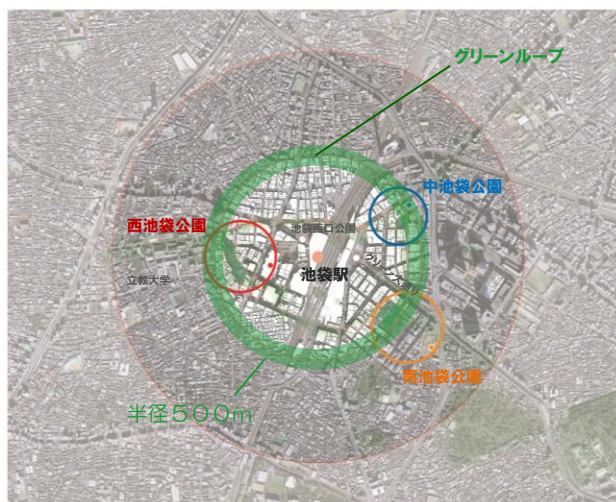 グリーンループ
中池袋公園
西池袋公園
池袋西口公園
池袋駅
グリーン大通り
立教大学
南池袋公園
半径500m